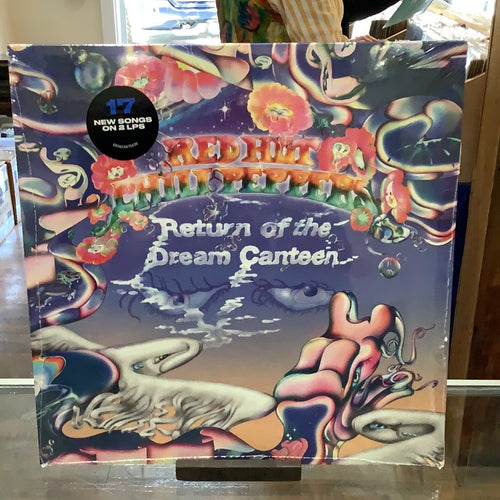 17
NEW SONGS
ON 2 LPS
RED HOT
CHILI PEPPERS
Return of the
Dream Canteen